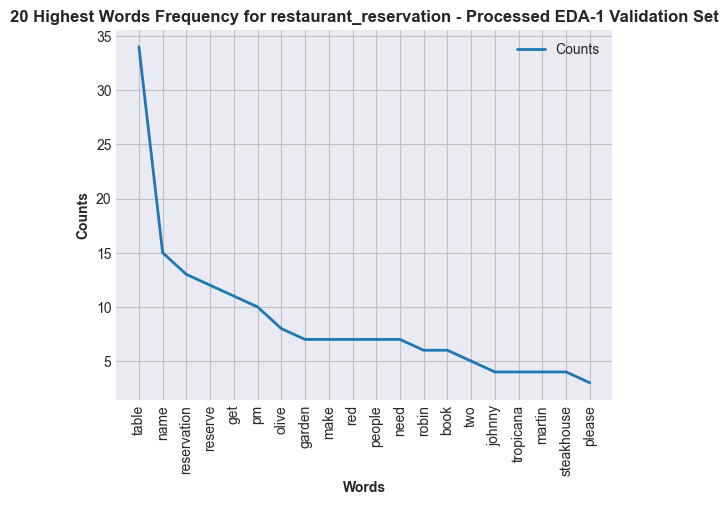 20 Highest Words Frequency for restaurant_reservation - Processed EDA-1 Validation Set
Counts
35
30
25
20
15
10
5
Counts
table
name
reservation
reserve
get
pm
olive
garden
make
red
people
need
robin
book
two
johnny
tropicana
martin
steakhouse
please
Words